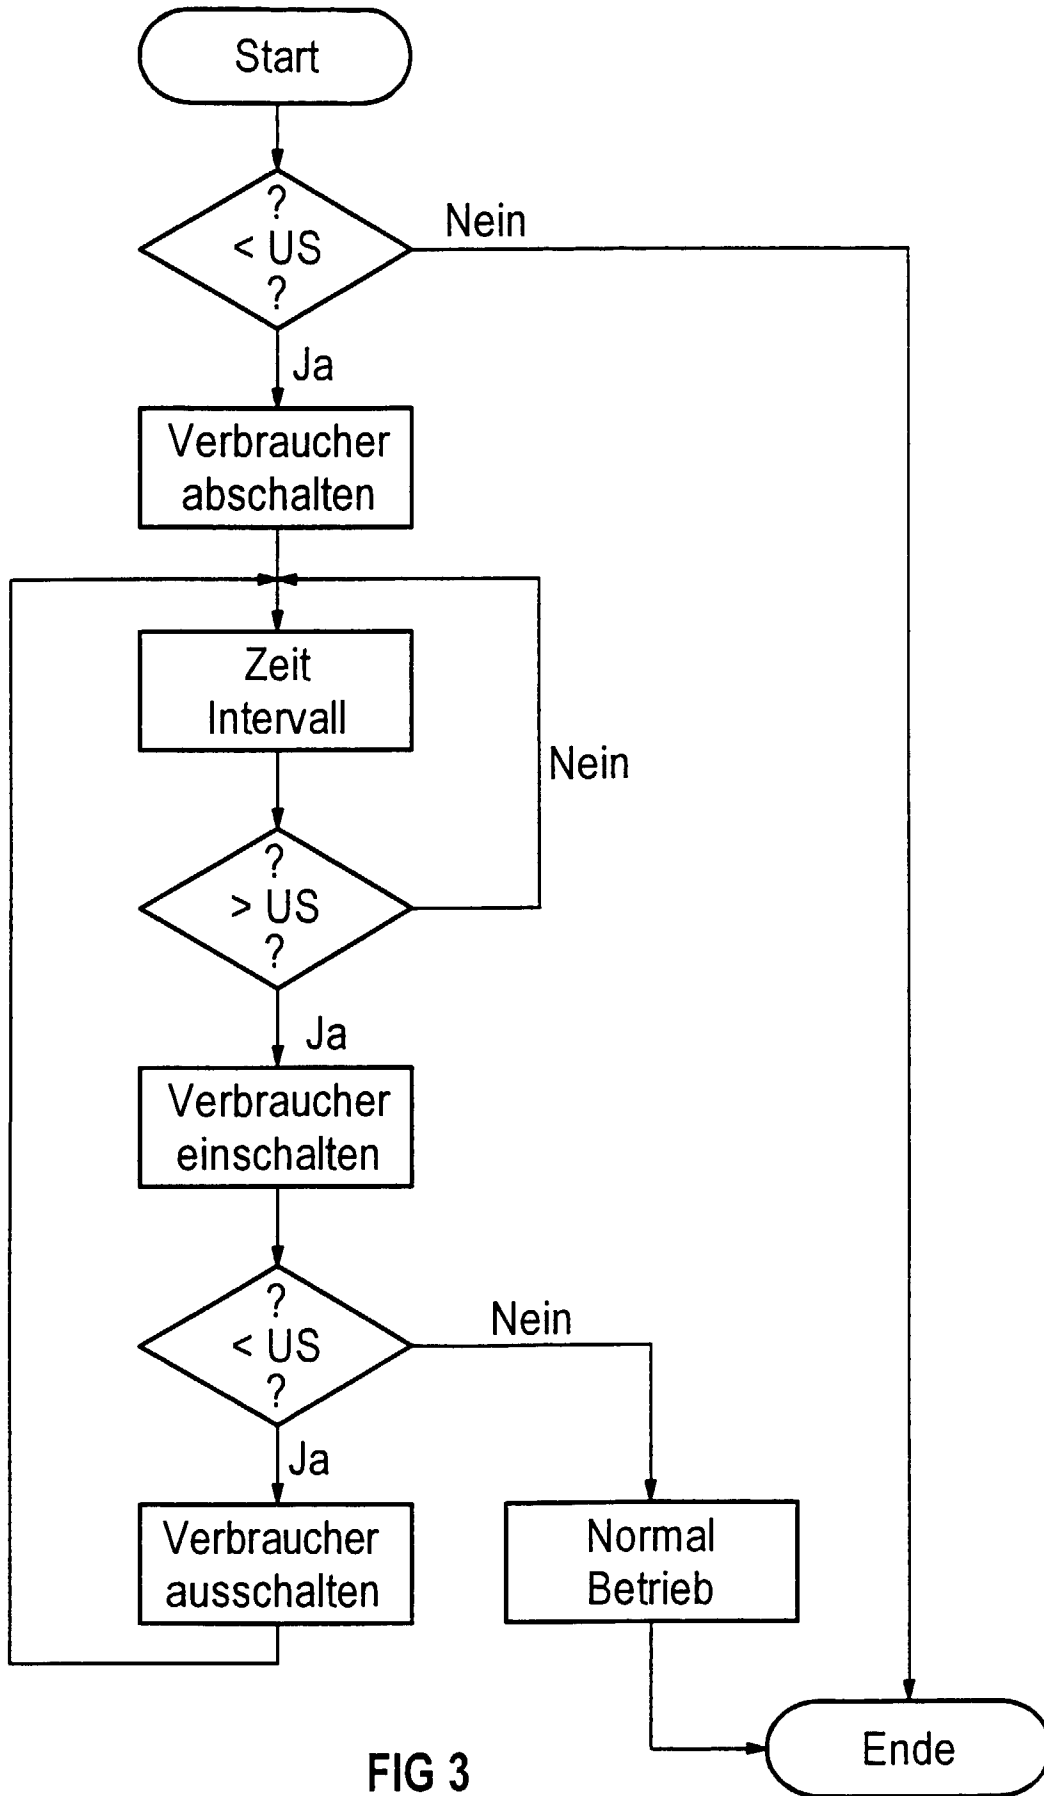 Start
?
< US
?
Nein
Ja
Verbraucher
abschalten
Zeit
Intervall
Nein
?
> US
?
Ja
Verbraucher
einschalten
?
< US
?
Nein
Ja
Verbraucher
ausschalten
Normal
Betrieb
Ende
FIG 3